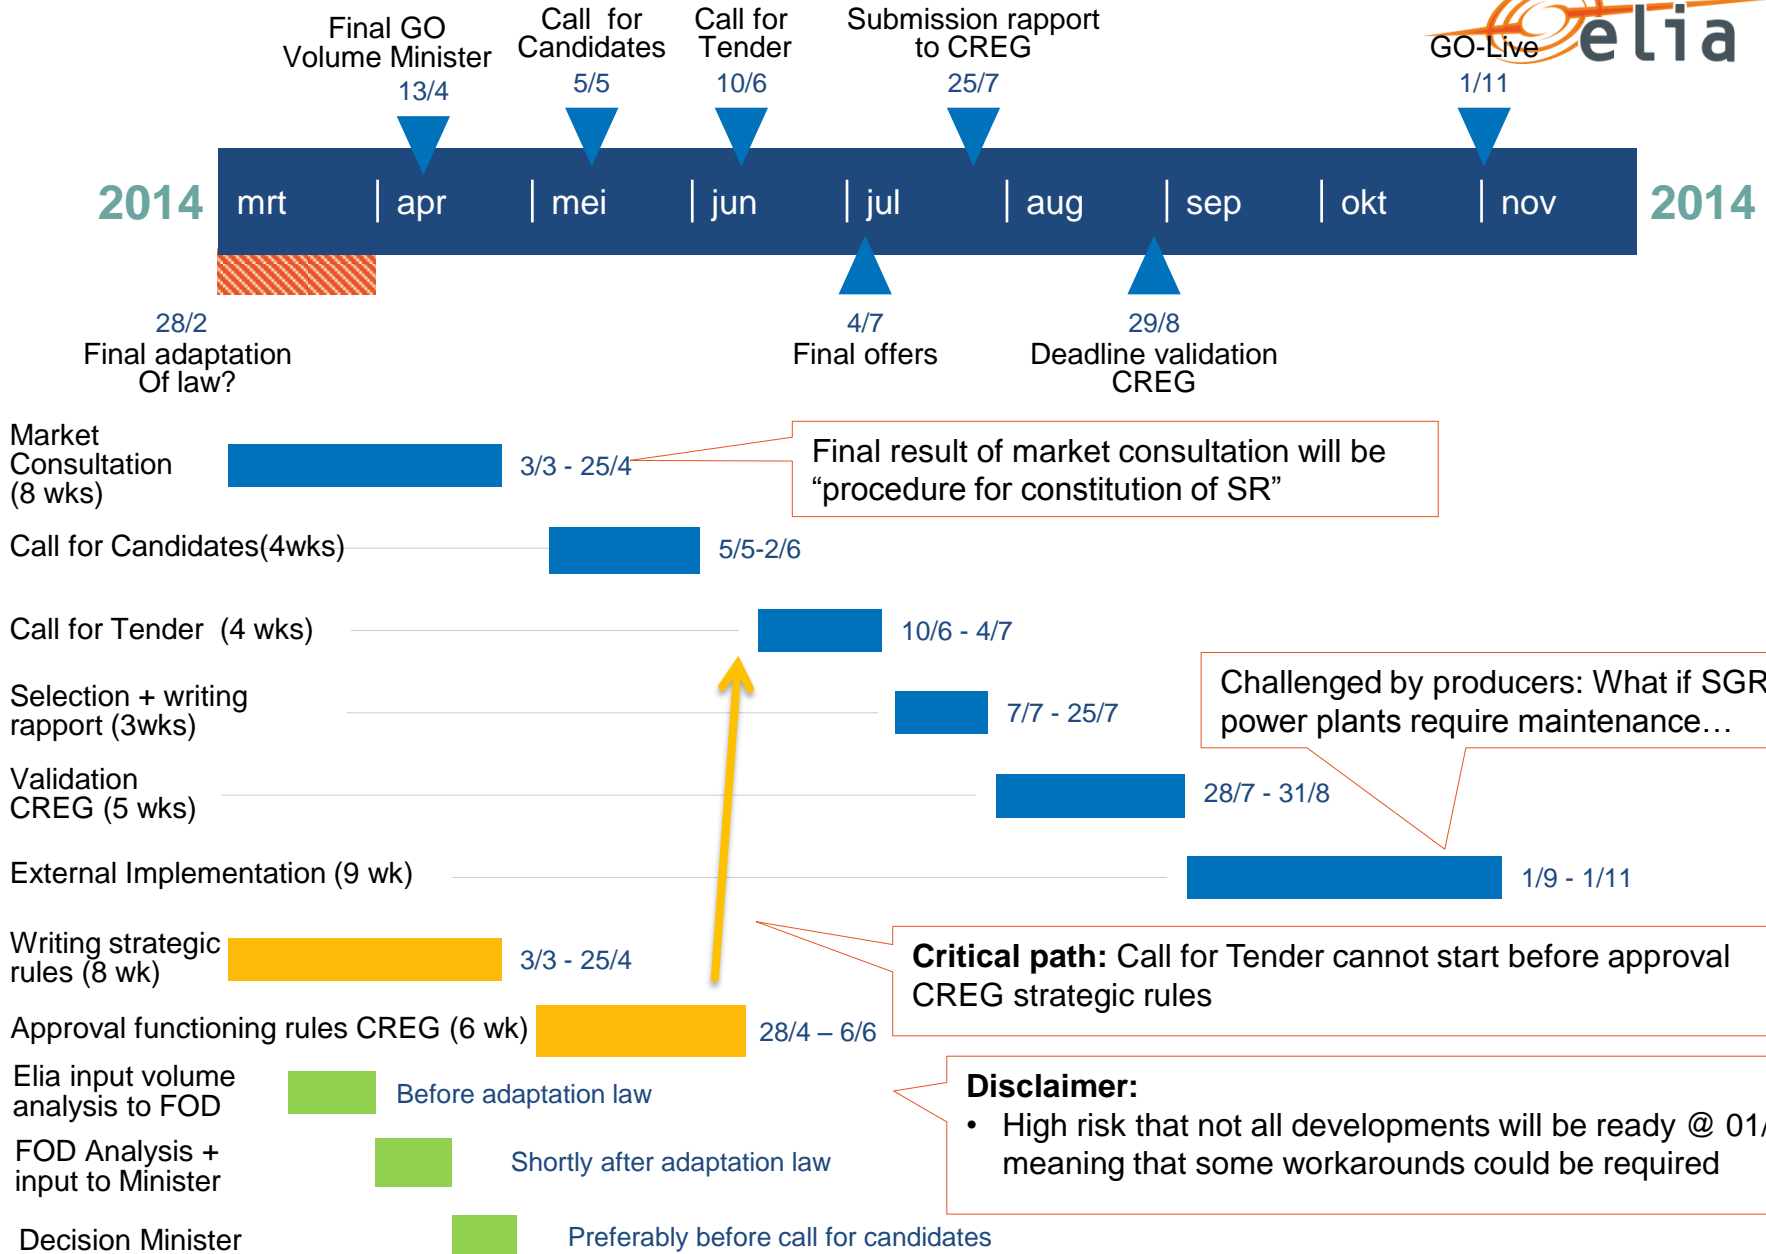 Final GO
Volume Minister
13/4
Call for
Candidates
5/5
Call for
Tender
10/6
Submission rapport
to CREG
25/7
GO-Live
1/11
elia
2014
mrt
apr
mei
jun
jul
aug
sep
okt
nov
2014
28/2
Final adaptation
Of law?
4/7
Final offers
29/8
Deadline validation
CREG
Market
Consultation
(8 wks)
3/3 - 25/4
Final result of market consultation will be
“procedure for constitution of SR”
Call for Candidates(4wks)
5/5-2/6
Call for Tender (4 wks)
10/6 - 4/7
Selection + writing
rapport (3wks)
7/7 - 25/7
Challenged by producers: What if SGR
power plants require maintenance…
Validation
CREG (5 wks)
28/7 - 31/8
External Implementation (9 wk)
1/9 - 1/11
Writing strategic
rules (8 wk)
3/3 - 25/4
Critical path: Call for Tender cannot start before approval
CREG strategic rules
Approval functioning rules CREG (6 wk)
28/4 – 6/6
Elia input volume
analysis to FOD
Before adaptation law
Disclaimer:
• High risk that not all developments will be ready @ 01/
meaning that some workarounds could be required
FOD Analysis +
input to Minister
Shortly after adaptation law
Decision Minister
Preferably before call for candidates